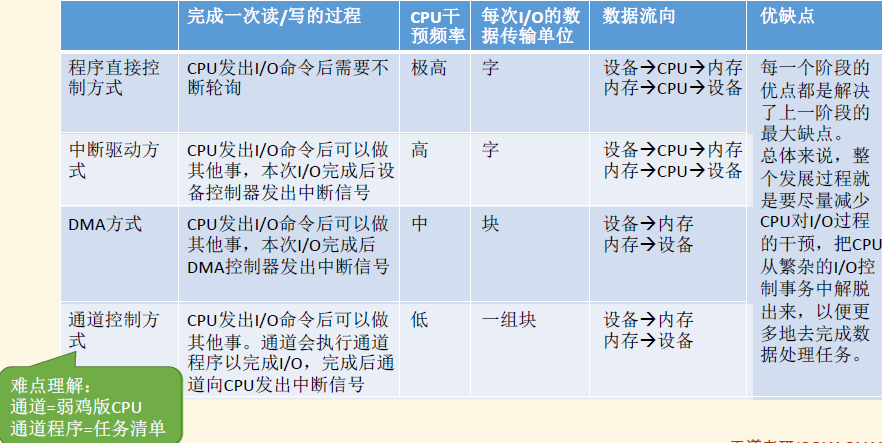 完成一次读/写的过程
CPU干
预频率
每次I/O的数
据传输单位
数据流向
优缺点
程序直接控
制方式
CPU发出I/O命令后需要不
断轮询
极高
字
设备→CPU→内存
内存→CPU→设备
每一个阶段的
优点都是解决
了上一阶段的
最大缺点。
总体来说，整
个发展过程就
是要尽量减少
CPU对I/O过程
的干预，把CPU
从繁杂的I/O控
制事务中解脱
出来，以便更
多地去完成数
据处理任务。
中断驱动方
式
CPU发出I/O命令后可以做
其他事，本次I/O完成后设
备控制器发出中断信号
高
字
设备→CPU→内存
内存→CPU→设备
DMA方式
CPU发出I/O命令后可以做
其他事，本次I/O完成后
DMA控制器发出中断信号
中
块
设备→内存
内存→设备
通道控制方
式
CPU发出I/O命令后可以做
其他事。通道会执行通道
程序以完成I/O，完成后通
道向CPU发出中断信号
低
一组块
设备→内存
内存→设备
难点理解：
通道=弱鸡版CPU
通道程序=任务清单